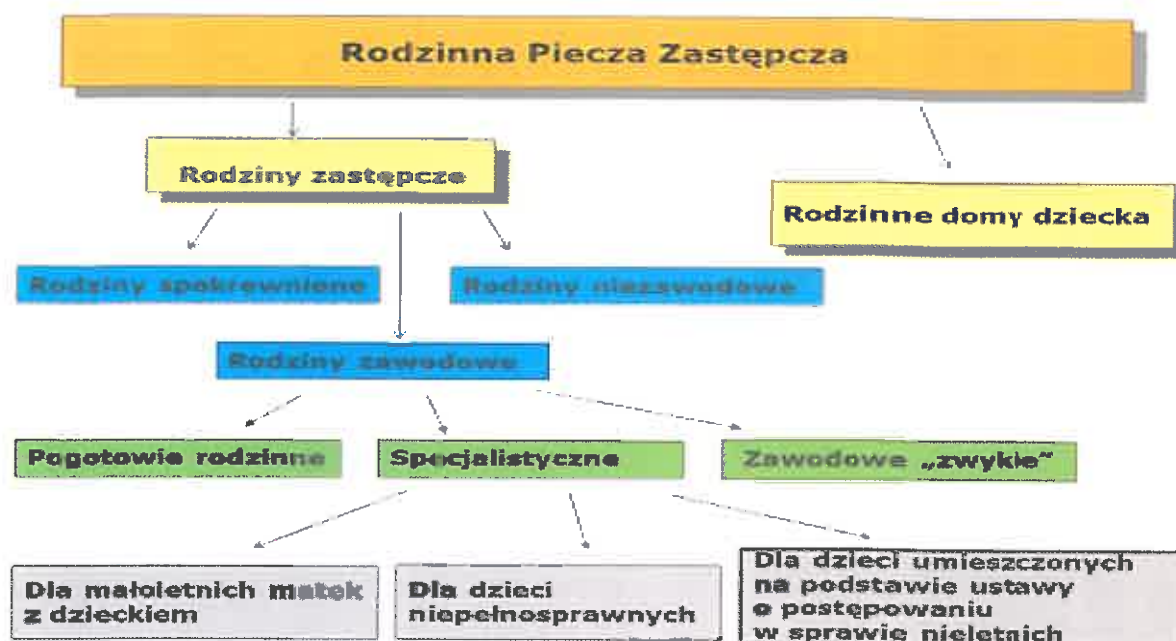 Rodzinna Piecza Zastępcza
Rodziny zastępcze
Rodzinne domy dziecka
Rodziny spokrewnione
Rodziny niezawodowe
Rodziny zawodowe
Pogotowie rodzinne
Specjalistyczne
Zawodowe „zwykłe”
Dla małoletnich matek
z dzieckiem
Dla dzieci
niepełnosprawnych
Dla dzieci umieszczonych
na podstawie ustawy
o postępowaniu
w sprawie nieletnich